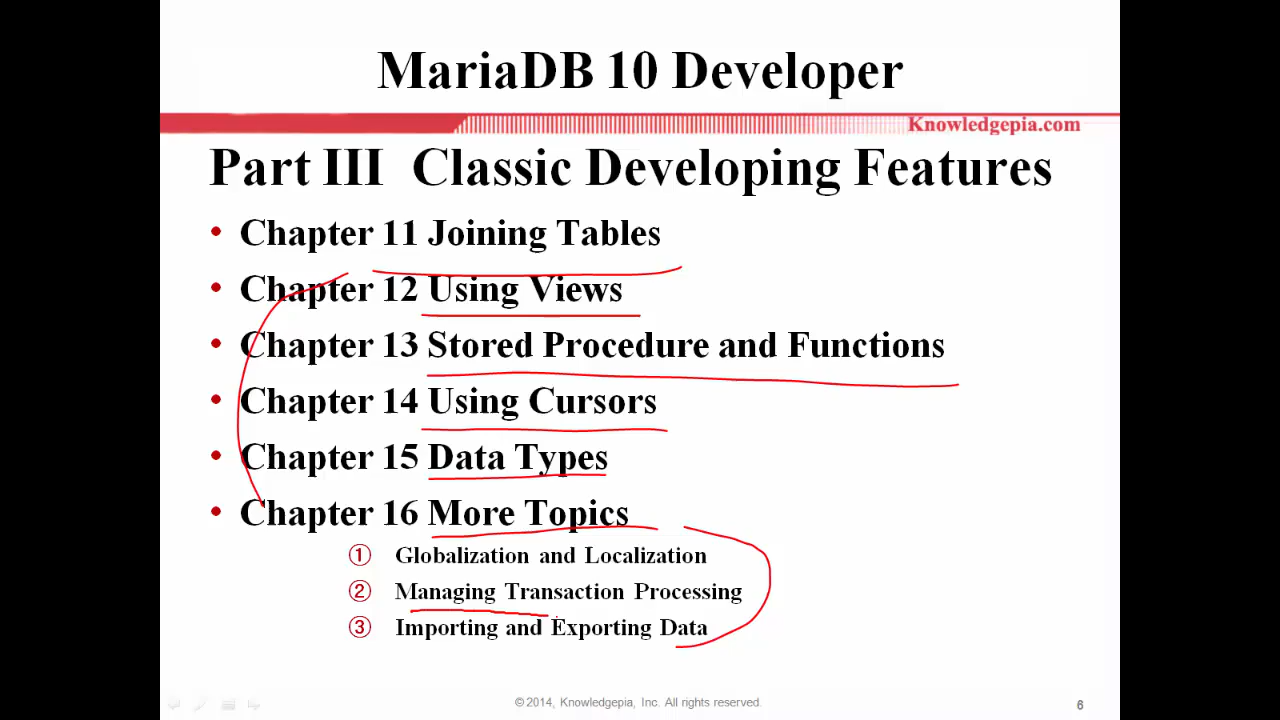 MariaDB 10 Developer
Knowledgepia.com
Part III Classic Developing Features
• Chapter 11 Joining Tables
• Chapter 12 Using Views
• Chapter 13 Stored Procedure and Functions
• Chapter 14 Using Cursors
• Chapter 15 Data Types
• Chapter 16 More Topics
① Globalization and Localization
② Managing Transaction Processing
③ Importing and Exporting Data
© 2014, Knowledgepia, Inc. All rights reserved.
6